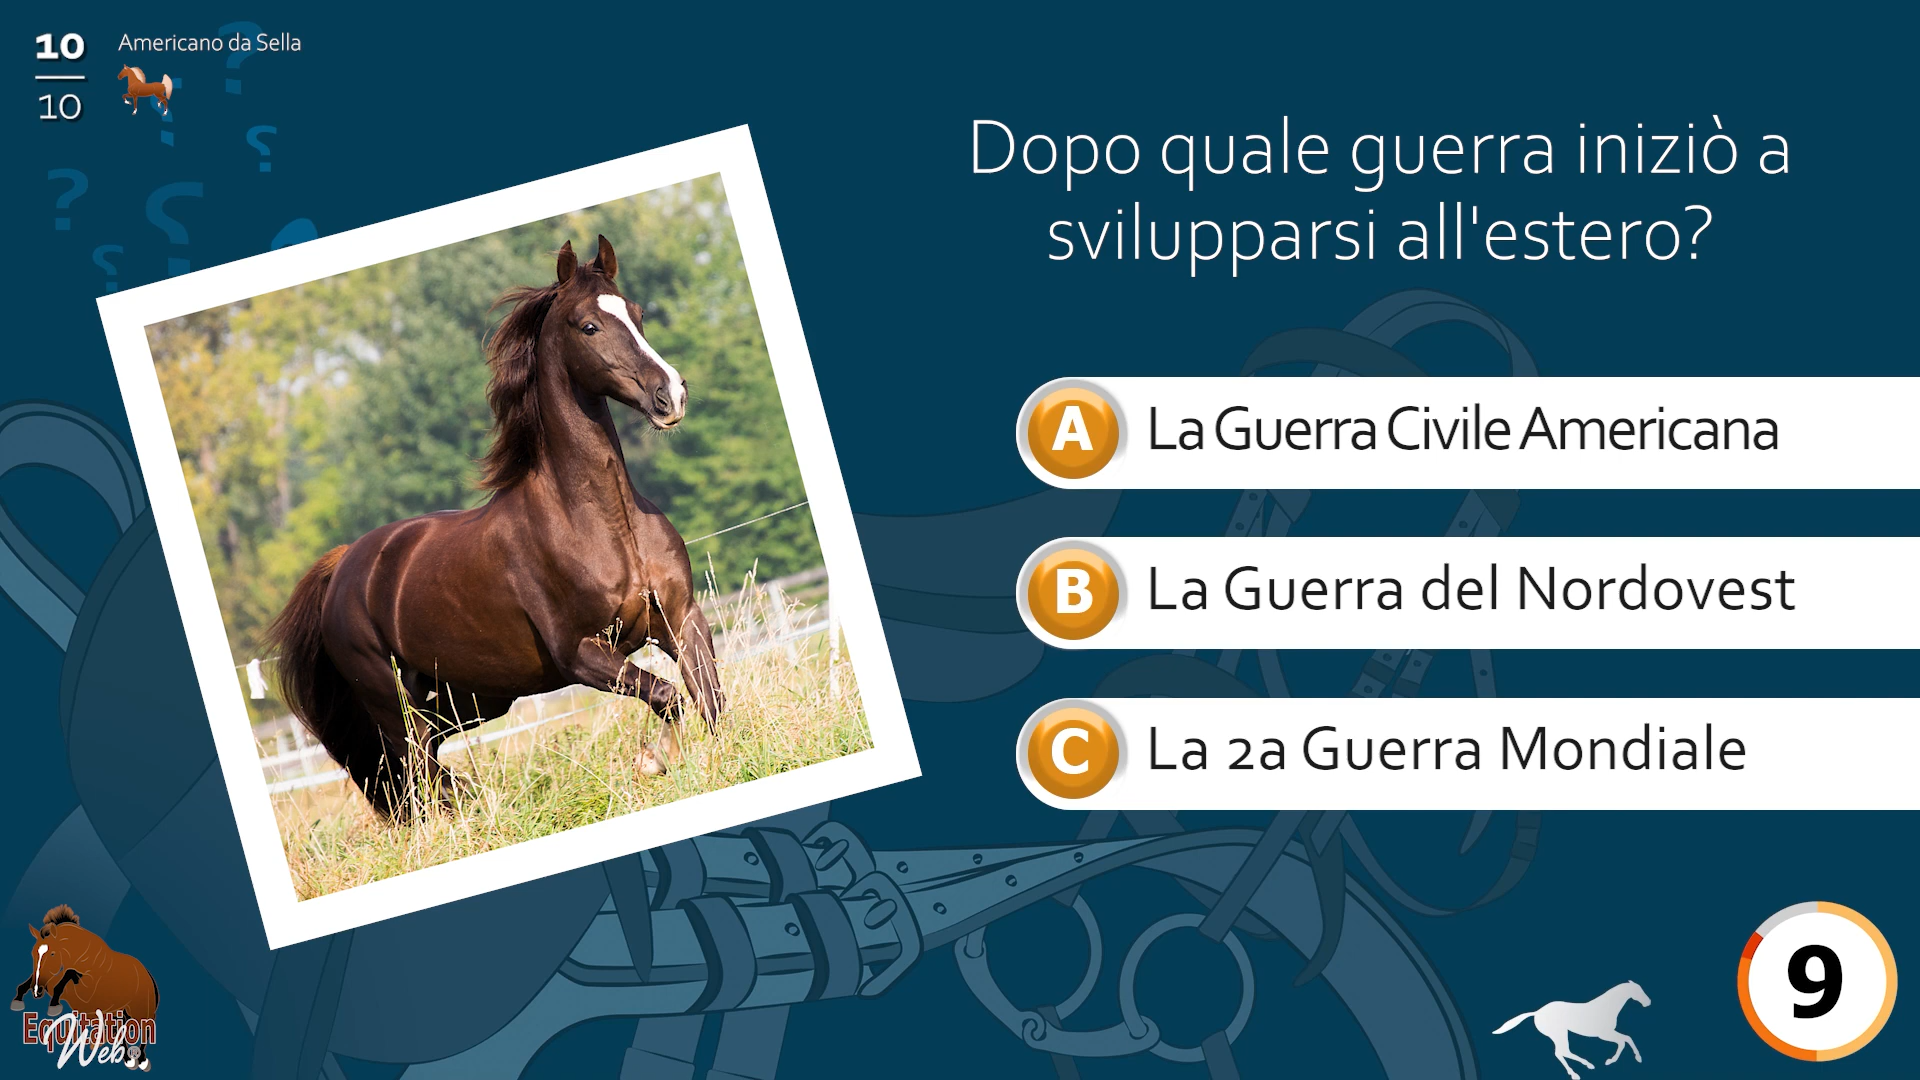 10
10
Americano da Sella
Dopo quale guerra iniziò a
svilupparsi all'estero?
A La Guerra Civile Americana
B La Guerra del Nordovest
C La 2a Guerra Mondiale
Equitation
Web®
9